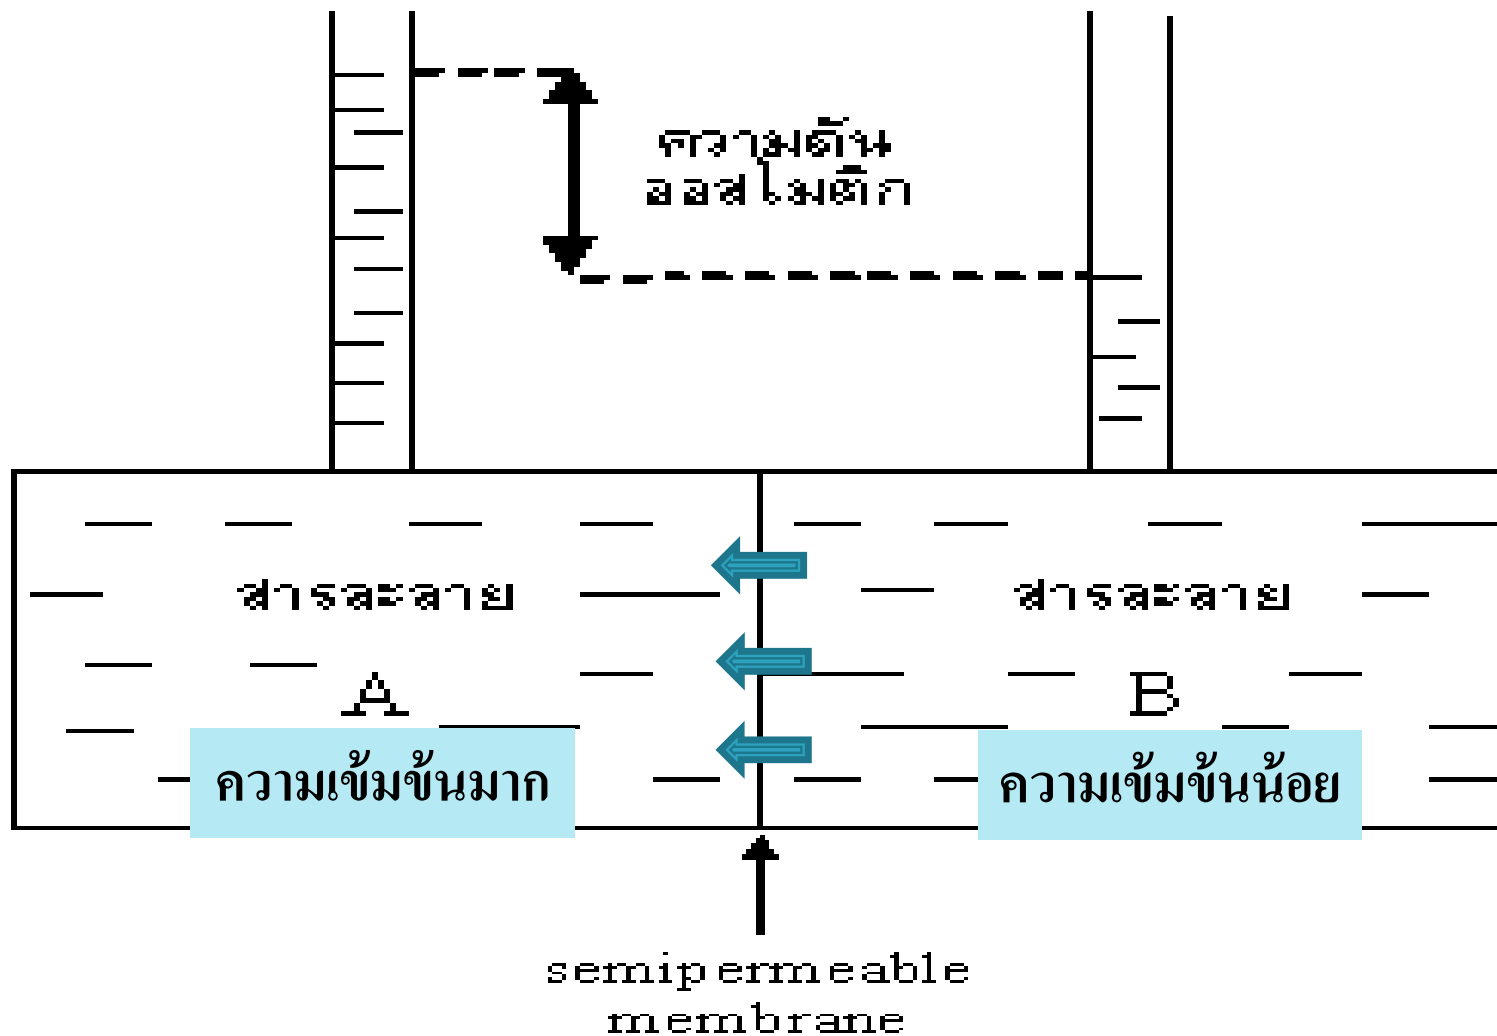 ความดัน
ออสโมติก
สารละลาย
A
ความเข้มข้นมาก
สารละลาย
B
ความเข้มข้นน้อย
semipermeable
membrane